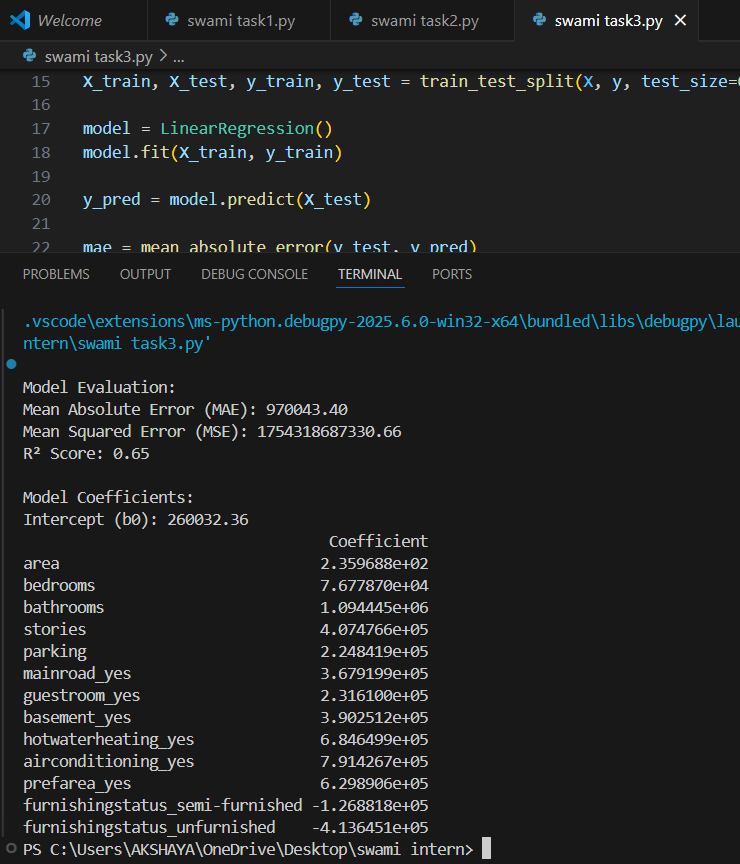 Welcome swami task1.py swami task2.py swami task3.py
swami task3.py > ...
15 X_train, X_test, y_train, y_test = train_test_split(X, y, test_size=
16
17 model = LinearRegression()
18 model.fit(X_train, y_train)
19
20 y_pred = model.predict(X_test)
21
22 mae = mean_absolute_error(y_test, y_pred)
PROBLEMS OUTPUT DEBUG CONSOLE TERMINAL PORTS
.vscode\extensions\ms-python.debugpy-2025.6.0-win32-x64\bundled\libs\debugpy\lau
ntern\swami task3.py'
Model Evaluation:
Mean Absolute Error (MAE): 970043.40
Mean Squared Error (MSE): 1754318687330.66
R² Score: 0.65
Model Coefficients:
Intercept (b0): 260032.36
Coefficient
area 2.359688e+02
bedrooms 7.677870e+04
bathrooms 1.094445e+06
stories 4.074766e+05
parking 2.248419e+05
mainroad_yes 3.679199e+05
guestroom_yes 2.316100e+05
basement_yes 3.902512e+05
hotwaterheating_yes 6.846499e+05
airconditioning_yes 7.914267e+05
prefarea_yes 6.298906e+05
furnishingstatus_semi-furnished -1.268818e+05
furnishingstatus_unfurnished -4.136451e+05
PS C:\Users\AKSHAYA\OneDrive\Desktop\swami intern>